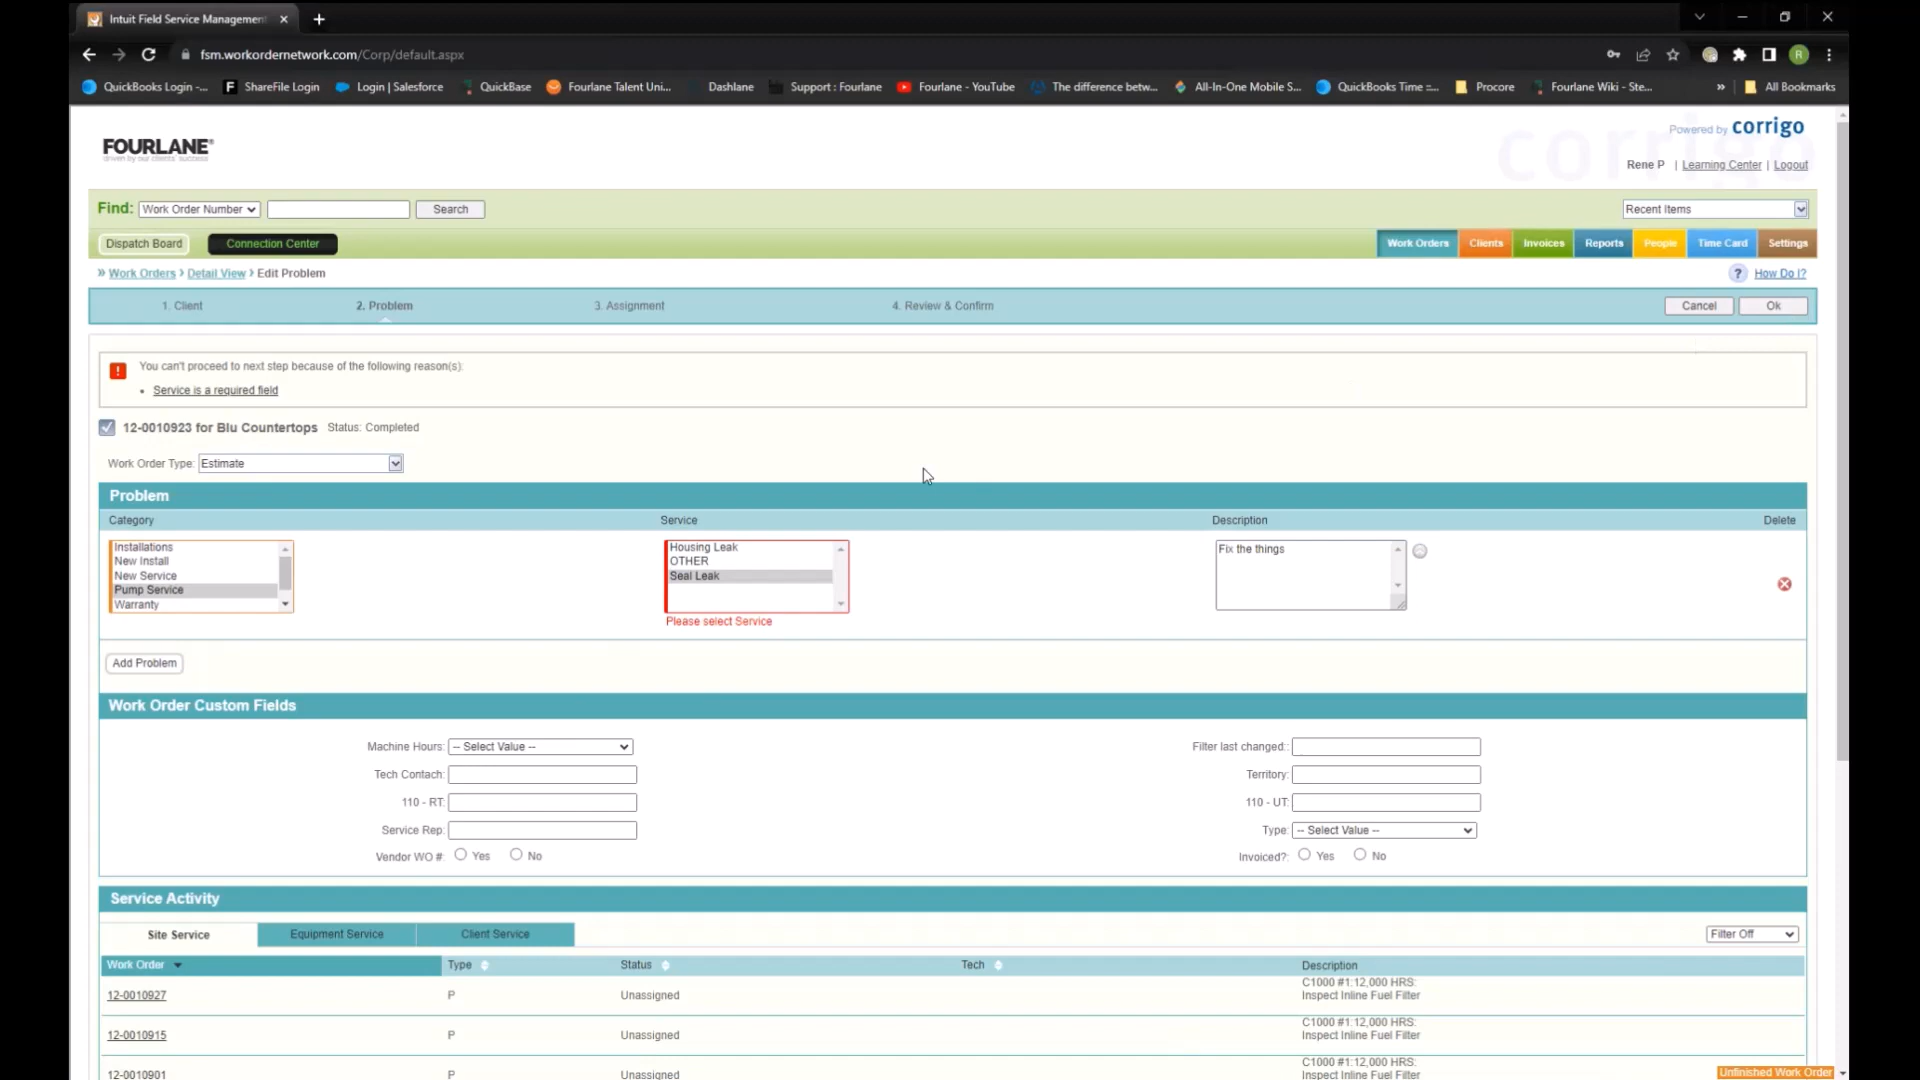 Intuit Field Service Management
fsm.workordernetwork.com/Corp/default.aspx
R
QuickBooks Login -...
ShareFile Login
Login | Salesforce
QuickBase
Fourlane Talent Uni...
Dashlane
Support : Fourlane
Fourlane - YouTube
The difference betw...
All-In-One Mobile S...
QuickBooks Time ::...
Procore
Fourlane Wiki - Ste...
»
All Bookmarks
FOURLANE
driven by our clients' success
Powered by corrigo
Rene P | Learning Center | Logout
Find: Work Order Number Search Recent Items
Dispatch Board Connection Center Work Orders Clients Invoices Reports People Time Card Settings
» Work Orders › Detail View › Edit Problem ? How Do I?
1. Client 2. Problem 3. Assignment 4. Review & Confirm Cancel Ok
You can't proceed to next step because of the following reason(s):
• Service is a required field
12-0010923 for Blu Countertops Status: Completed
Work Order Type: Estimate
Problem
Category Service Description Delete
Installations
New Install
New Service
Pump Service
Warranty
Housing Leak
OTHER
Seal Leak
Please select Service
Fix the things
Add Problem
Work Order Custom Fields
Machine Hours: -- Select Value -- Filter last changed::
Tech Contach: Territory:
110 - RT: 110 - UT:
Service Rep: Type: -- Select Value --
Vendor WO #: Yes No Invoiced?: Yes No
Service Activity
Site Service Equipment Service Client Service Filter Off
Work Order Type Status Tech Description
12-0010927 P Unassigned C1000 #1:12,000 HRS:
Inspect Inline Fuel Filter
12-0010915 P Unassigned C1000 #1:12,000 HRS:
Inspect Inline Fuel Filter
12-0010901 P Unassigned C1000 #1:12,000 HRS:
Inspect Inline Fuel Filter
Unfinished Work Order